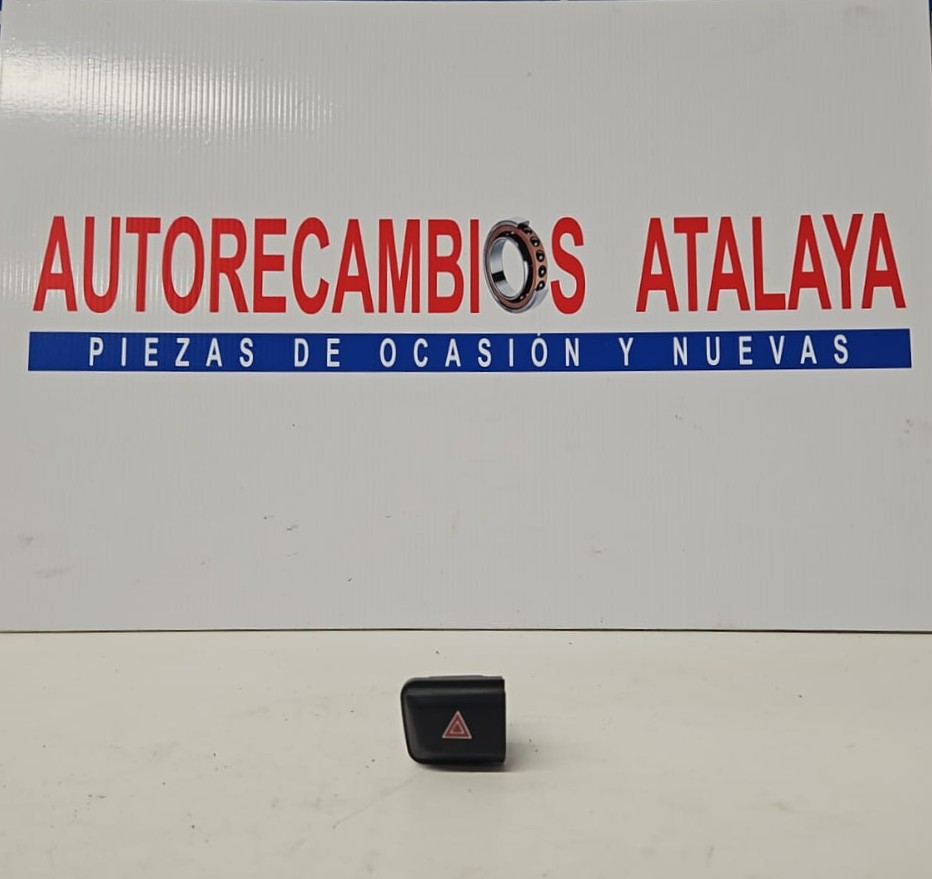 AUTORECAMBIOS ATALAYA
PIEZAS DE OCASIÓN Y NUEVAS